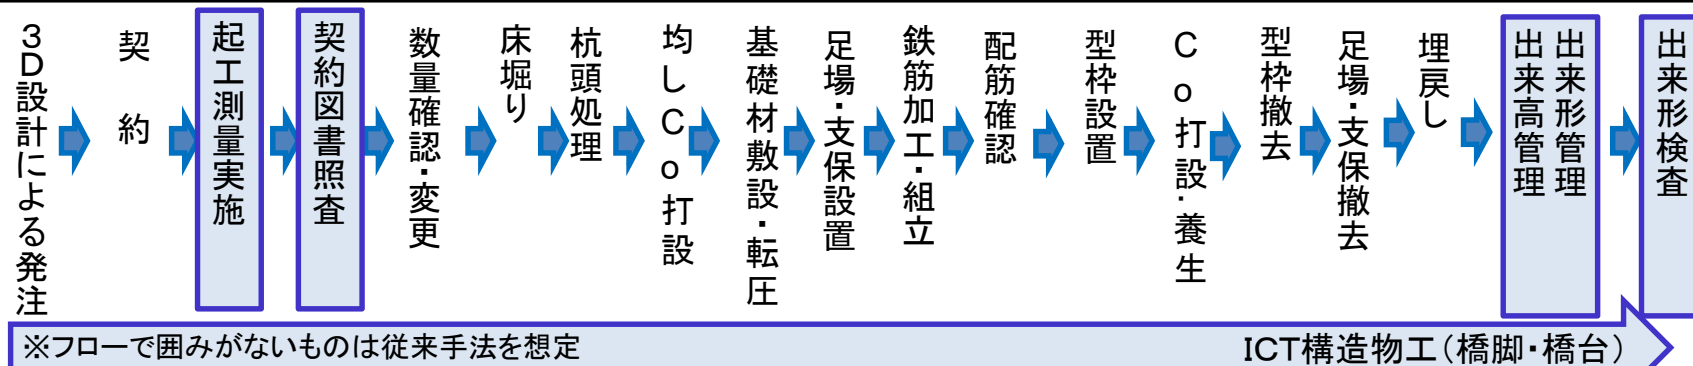 3D設計による発注
契約
起工測量実施
契約図書照査
数量確認・変更
床堀り
杭頭処理
均しCo打設
基礎材敷設・転圧
足場・支保設置
鉄筋加工・組立
配筋確認
型枠設置
Co打設・養生
型枠撤去
足場・支保撤去
埋戻し
出来形管理
出来高管理
出来形検査
※フローで囲みがないものは従来手法を想定
ICT構造物工(橋脚・橋台)